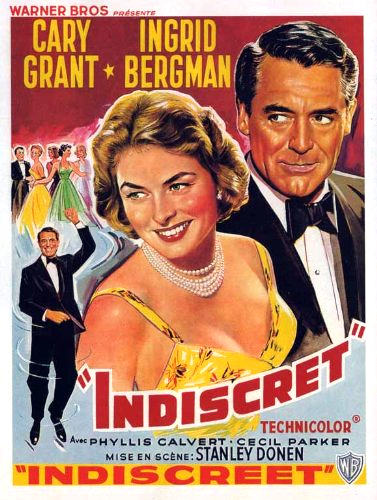 WARNER BROS PRÉSENTE
CARY INGRID
GRANT ★ BERGMAN
"INDISCRET"
TECHNICOLOR ®
Avec PHYLLIS CALVERT · CECIL PARKER
MISE EN SCÈNE: STANLEY DONEN
WB
"INDISCREET"